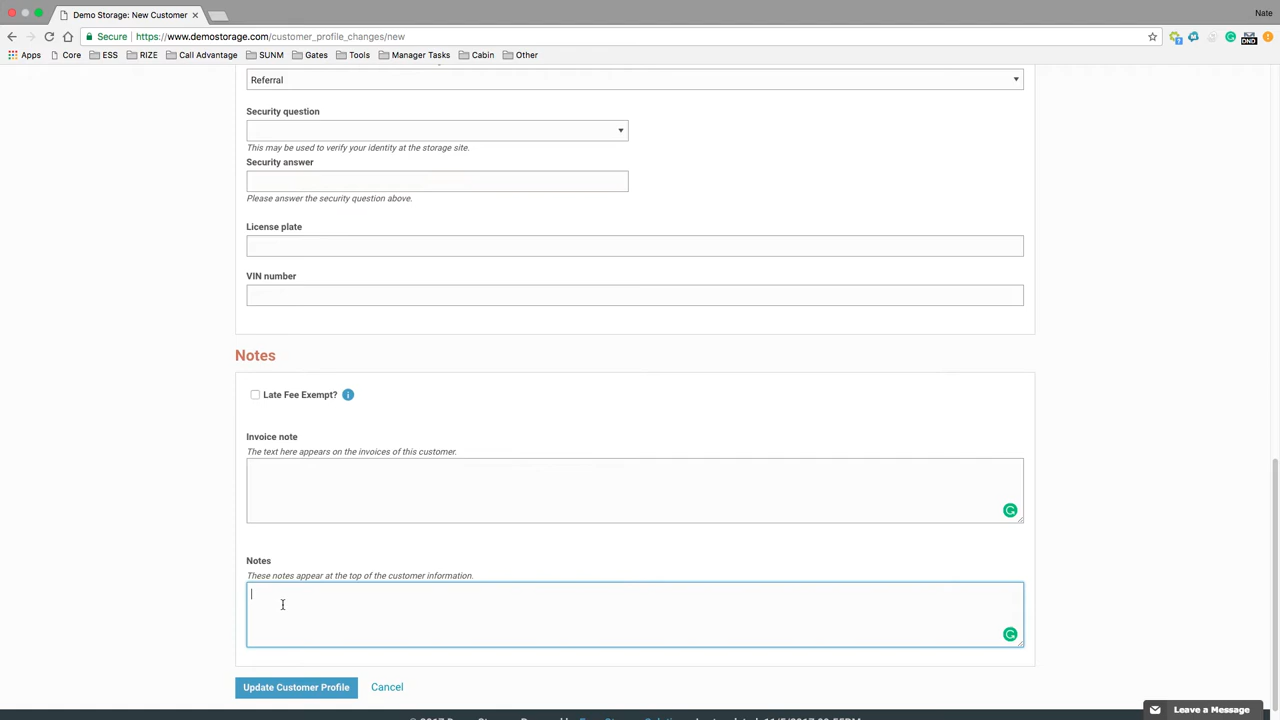 Demo Storage: New Customer
Nate
Secure https://www.demostorage.com/customer_profile_changes/new
Apps Core ESS RIZE Call Advantage SUNM Gates Tools Manager Tasks Cabin Other
Referral
Security question
This may be used to verify your identity at the storage site.
Security answer
Please answer the security question above.
License plate
VIN number
Notes
Late Fee Exempt?
Invoice note
The text here appears on the invoices of this customer.
Notes
These notes appear at the top of the customer information.
Update Customer Profile Cancel
Leave a Message